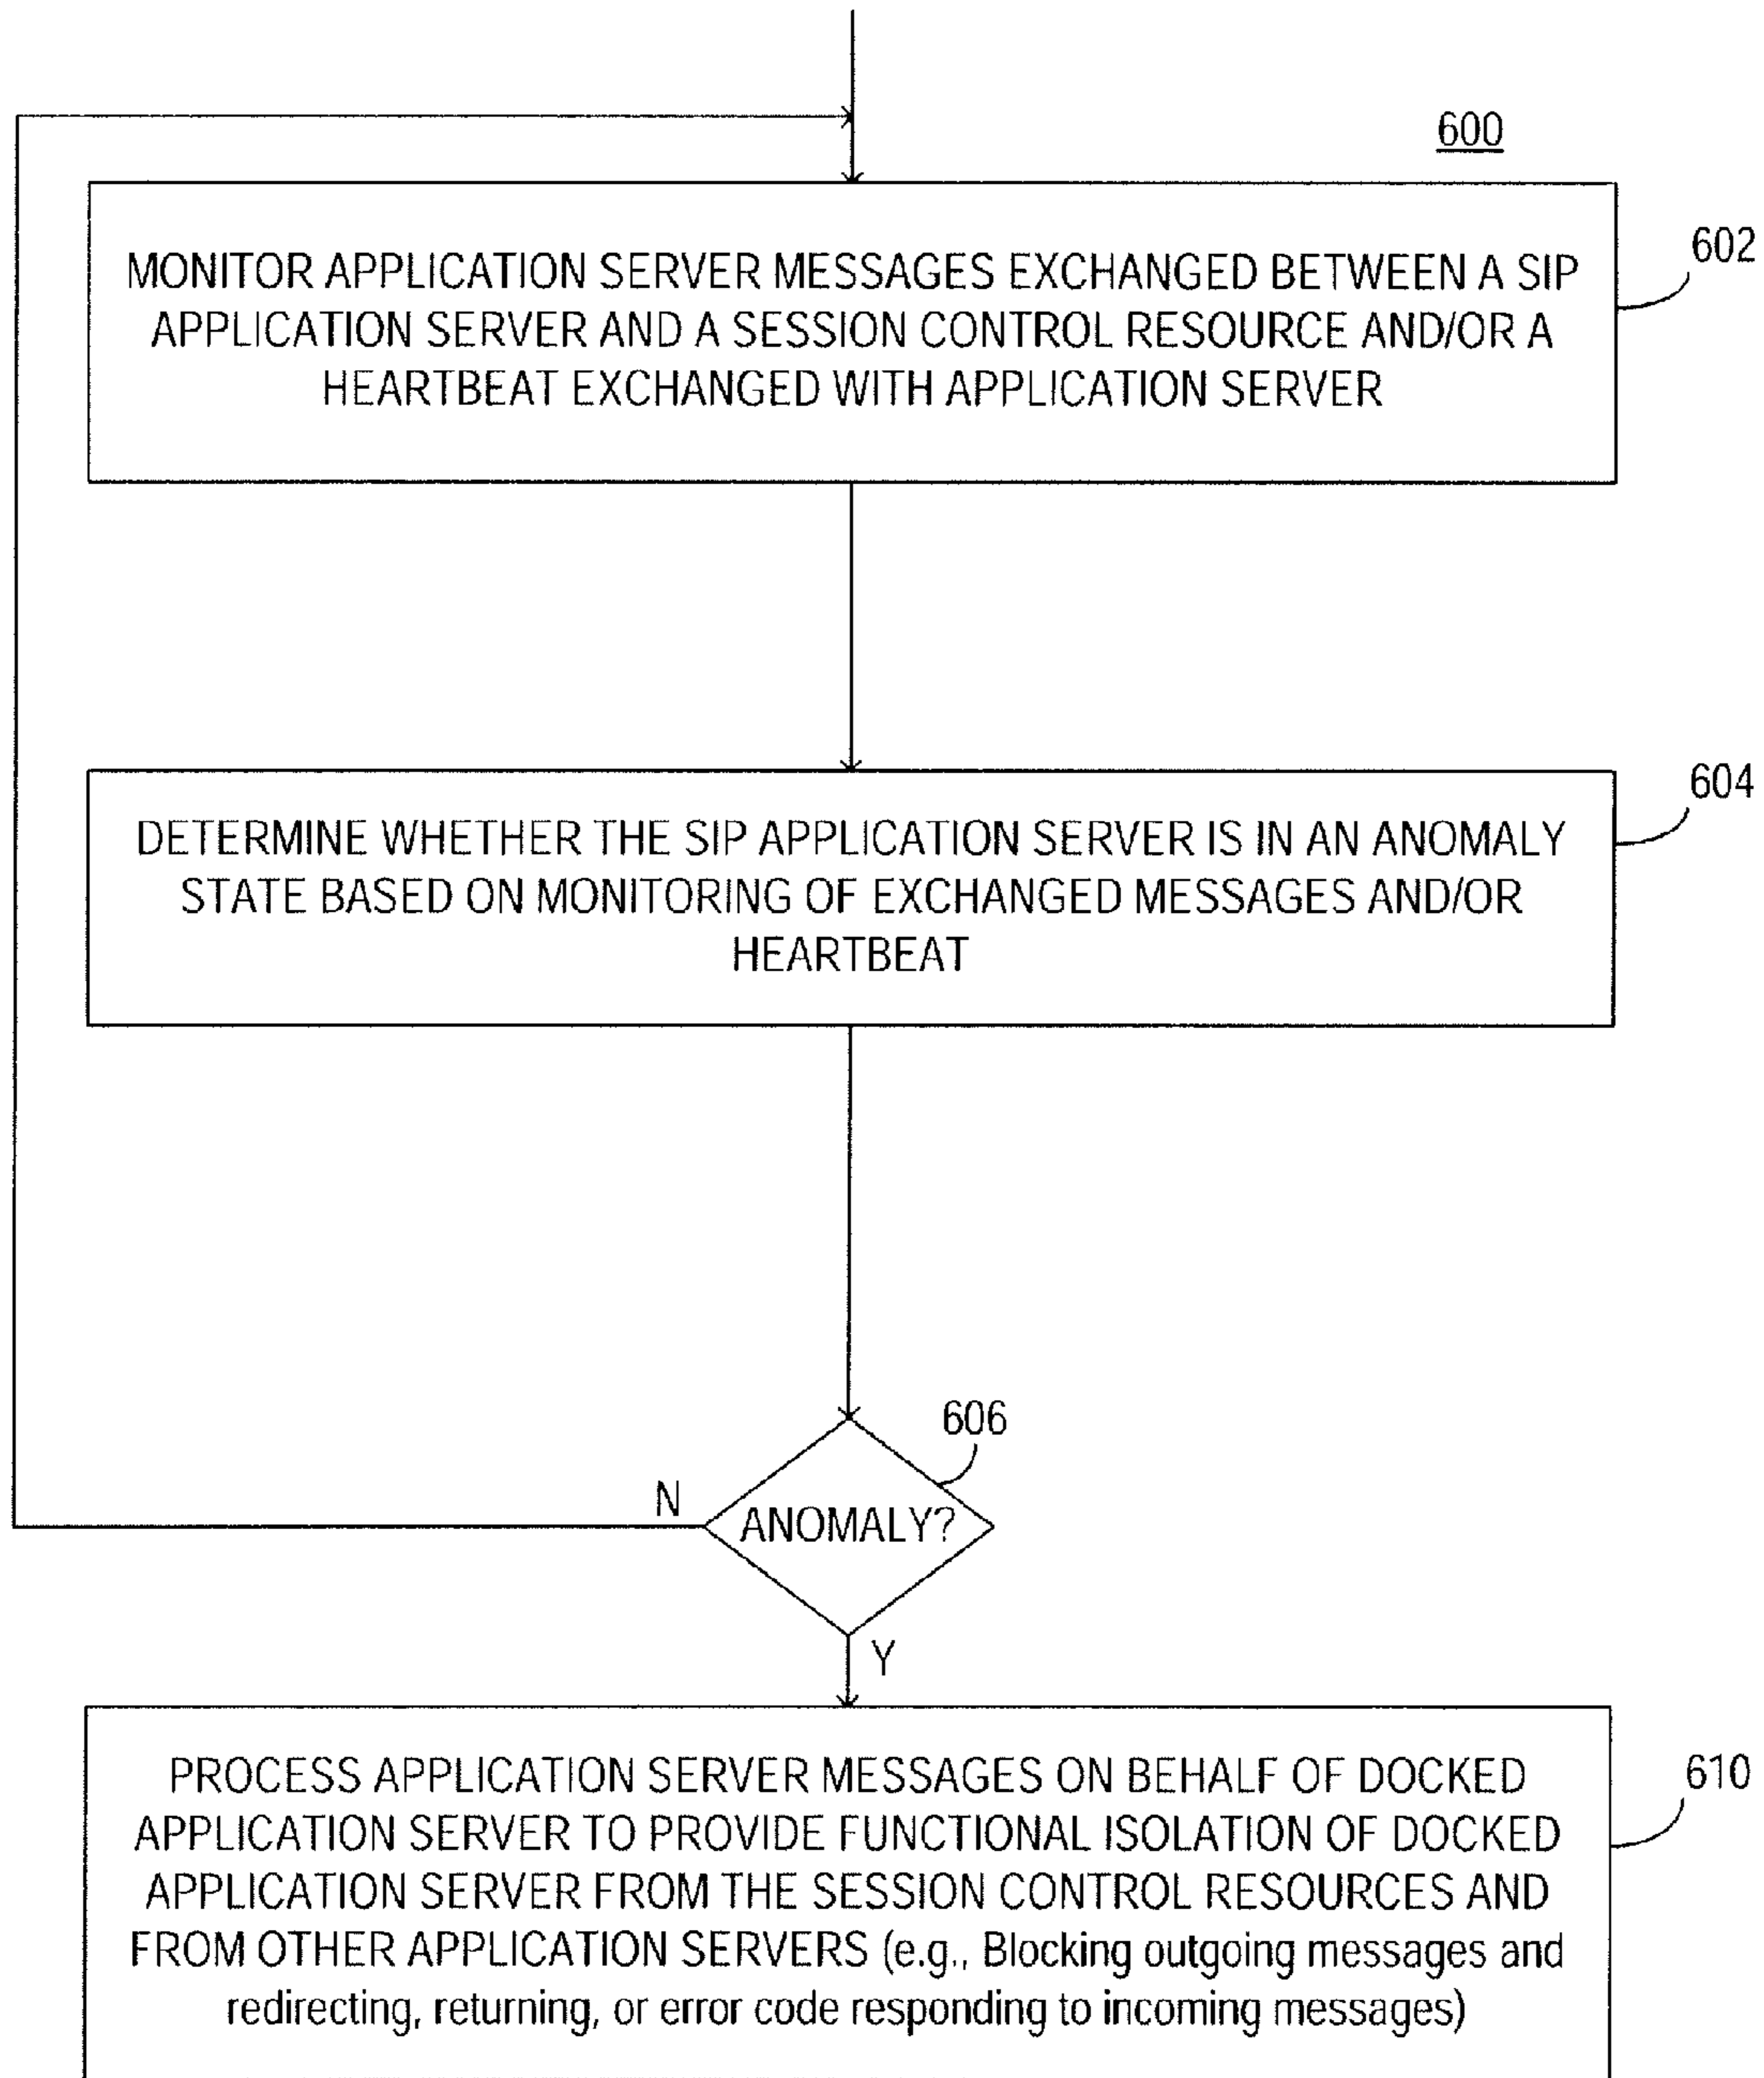 600
MONITOR APPLICATION SERVER MESSAGES EXCHANGED BETWEEN A SIP
APPLICATION SERVER AND A SESSION CONTROL RESOURCE AND/OR A
HEARTBEAT EXCHANGED WITH APPLICATION SERVER
602
DETERMINE WHETHER THE SIP APPLICATION SERVER IS IN AN ANOMALY
STATE BASED ON MONITORING OF EXCHANGED MESSAGES AND/OR
HEARTBEAT
604
606
N
ANOMALY?
Y
PROCESS APPLICATION SERVER MESSAGES ON BEHALF OF DOCKED
APPLICATION SERVER TO PROVIDE FUNCTIONAL ISOLATION OF DOCKED
APPLICATION SERVER FROM THE SESSION CONTROL RESOURCES AND
FROM OTHER APPLICATION SERVERS (e.g., Blocking outgoing messages and
redirecting, returning, or error code responding to incoming messages)
610